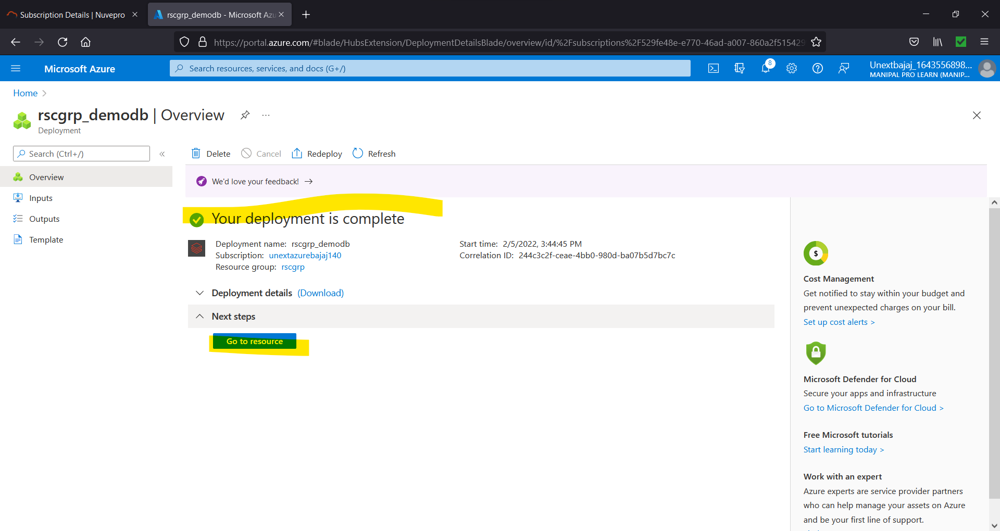 Subscription Details | Nuvepro
rscgrp_demodb - Microsoft Azu
https://portal.azure.com/#blade/HubsExtension/DeploymentDetailsBlade/overview/id/%2Fsubscriptions%2F529fe48e-e770-46ad-a007-860a2f515429
Microsoft Azure
Search resources, services, and docs (G+/)
8
Unextbajaj_1643556898...
MANIPAL PRO LEARN (MANIP...
Home
rscgrp_demodb | Overview
Deployment
Search (Ctrl+/)
Overview
Inputs
Outputs
Template
Delete
Cancel
Redeploy
Refresh
We'd love your feedback!
Your deployment is complete
Deployment name: rscgrp_demodb
Subscription: unextazurebajaj140
Resource group: rscgrp
Start time: 2/5/2022, 3:44:45 PM
Correlation ID: 244c3c2f-ceae-4bb0-980d-ba07b5d7bc7c
Deployment details (Download)
Next steps
Go to resource
$
Cost Management
Get notified to stay within your budget and
prevent unexpected charges on your bill.
Set up cost alerts >
Microsoft Defender for Cloud
Secure your apps and infrastructure
Go to Microsoft Defender for Cloud >
Free Microsoft tutorials
Start learning today >
Work with an expert
Azure experts are service provider partners
who can help manage your assets on Azure
and be your first line of support.